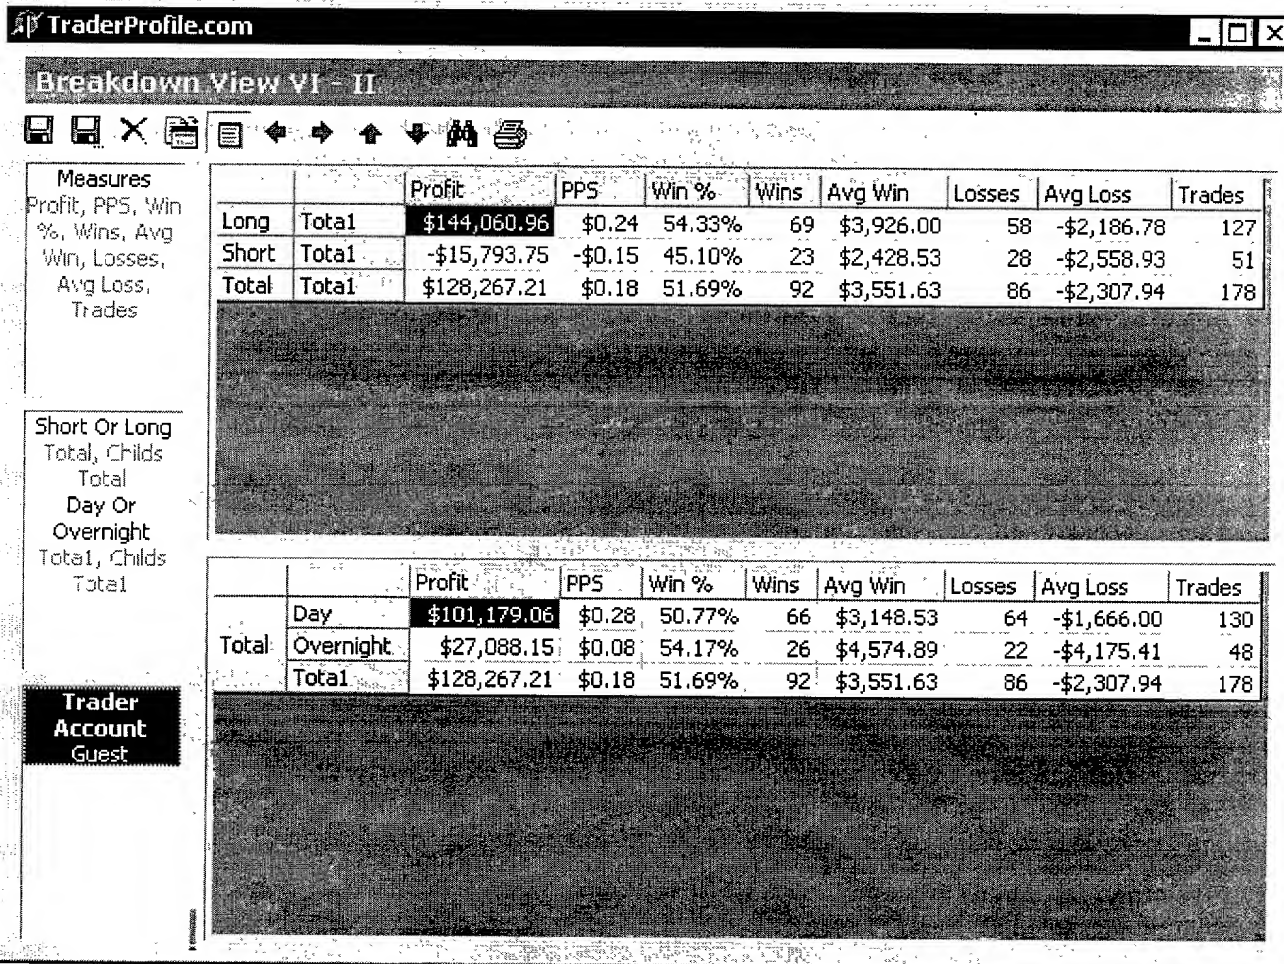 TraderProfile.com
Breakdown View VI - II
Measures
Profit, PPS, Win
%, Wins, Avg
Win, Losses,
Avg Loss,
Trades
Profit PPS Win % Wins Avg Win Losses Avg Loss Trades
Long Tota1 $144,060.96 $0.24 54.33% 69 $3,926.00 58 -$2,186.78 127
Short Tota1 -$15,793.75 -$0.15 45.10% 23 $2,428.53 28 -$2,558.93 51
Total Tota1 $128,267.21 $0.18 51.69% 92 $3,551.63 86 -$2,307.94 178
Short Or Long
Total, Childs
Total
Day Or
Overnight
Tota1, Childs
Tota1
Profit PPS Win % Wins Avg Win Losses Avg Loss Trades
Day $101,179.06 $0.28 50.77% 66 $3,148.53 64 -$1,666.00 130
Total Overnight $27,088.15 $0.08 54.17% 26 $4,574.89 22 -$4,175.41 48
Tota1 $128,267.21 $0.18 51.69% 92 $3,551.63 86 -$2,307.94 178
Trader
Account
Guest